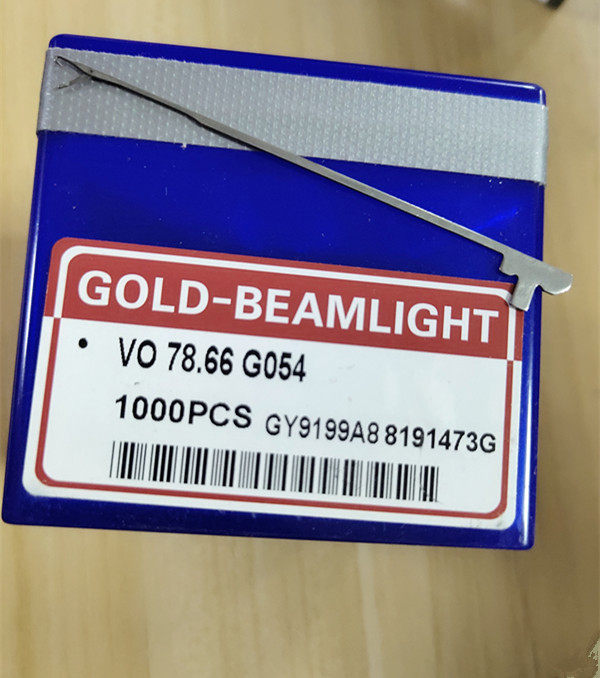 GOLD-BEAMLIGHT
• VO 78.66 G054
1000PCS GY9199A8 8191473G